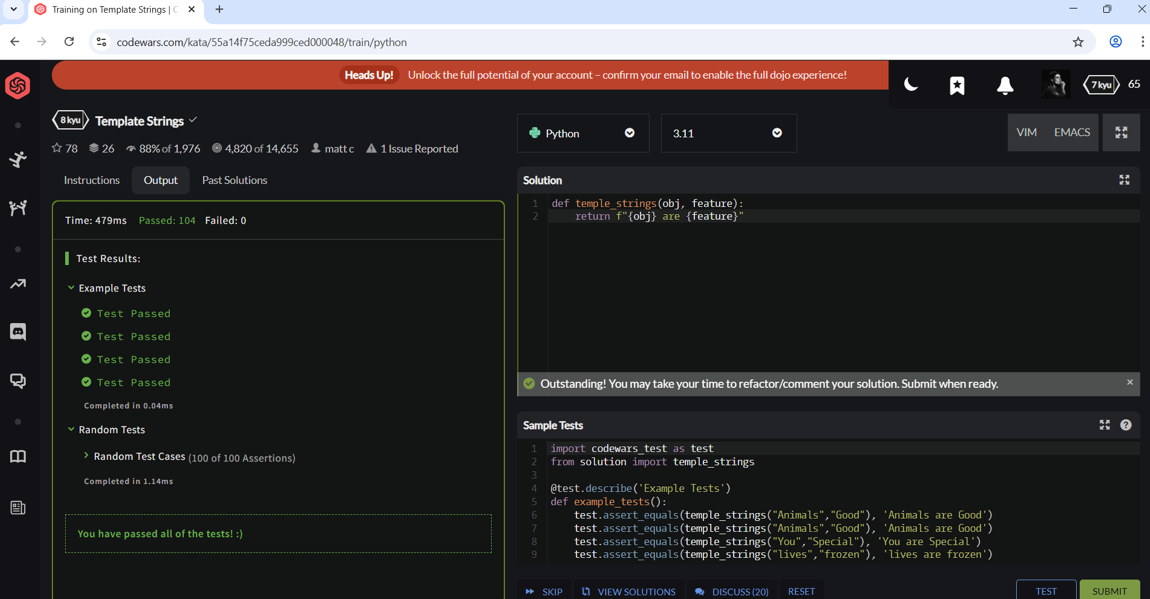 Training on Template Strings | C
codewars.com/kata/55a14f75ceda999ced000048/train/python
Heads Up! Unlock the full potential of your account – confirm your email to enable the full dojo experience!
7 kyu 65
8 kyu Template Strings
78 26 88% of 1,976 4,820 of 14,655 matt c 1 Issue Reported
Instructions Output Past Solutions
Time: 479ms Passed: 104 Failed: 0
Test Results:
Example Tests
Test Passed
Test Passed
Test Passed
Test Passed
Completed in 0.04ms
Random Tests
Random Test Cases (100 of 100 Assertions)
Completed in 1.14ms
You have passed all of the tests! :)
Python 3.11 VIM EMACS
Solution
1 def temple_strings(obj, feature):
2 return f"{obj} are {feature}"
Outstanding! You may take your time to refactor/comment your solution. Submit when ready.
Sample Tests
1 import codewars_test as test
2 from solution import temple_strings
3
4 @test.describe('Example Tests')
5 def example_tests():
6 test.assert_equals(temple_strings("Animals","Good"), 'Animals are Good')
7 test.assert_equals(temple_strings("Animals","Good"), 'Animals are Good')
8 test.assert_equals(temple_strings("You","Special"), 'You are Special')
9 test.assert_equals(temple_strings("lives","frozen"), 'lives are frozen')
SKIP VIEW SOLUTIONS DISCUSS (20) RESET TEST SUBMIT